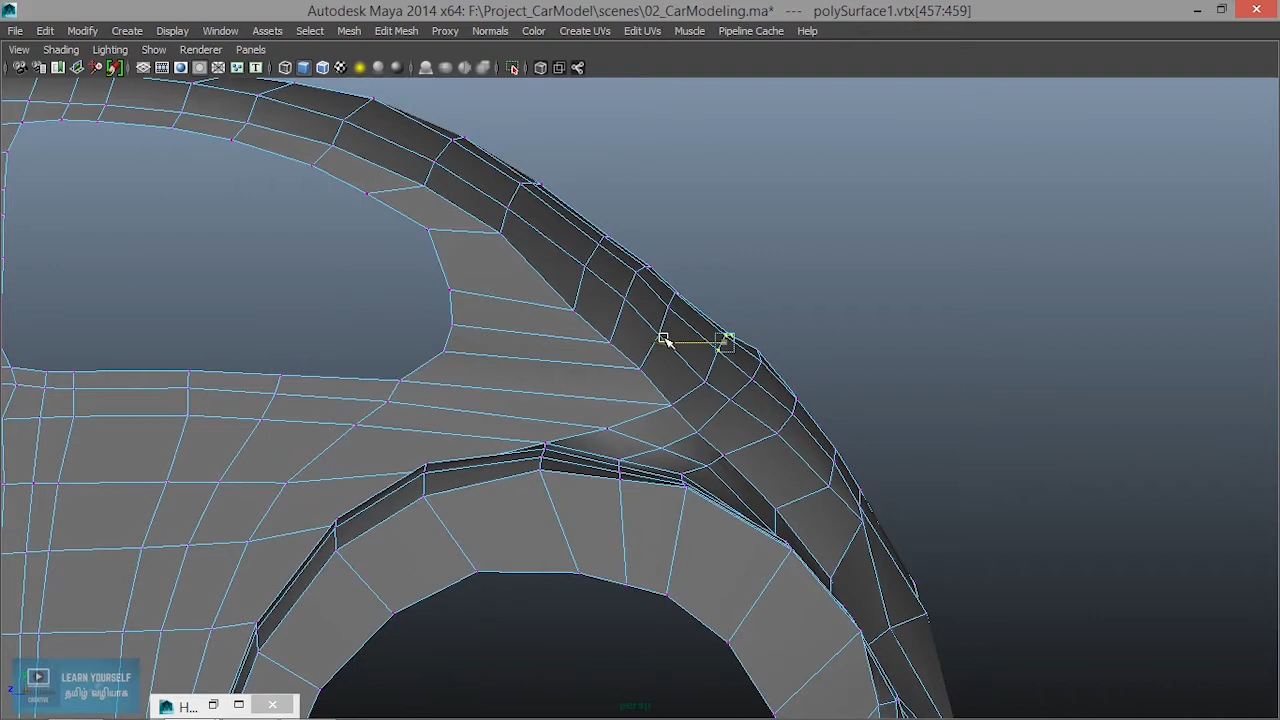 Autodesk Maya 2014 x64: F:\Project_CarModel\scenes\02_CarModeling.ma* --- polySurface1.vtx[457:459]
File Edit Modify Create Display Window Assets Select Mesh Edit Mesh Proxy Normals Color Create UVs Edit UVs Muscle Pipeline Cache Help
View Shading Lighting Show Renderer Panels
LEARN YOURSELF
தமிழ் வழியாக
CREATIVE
z
H...
persp